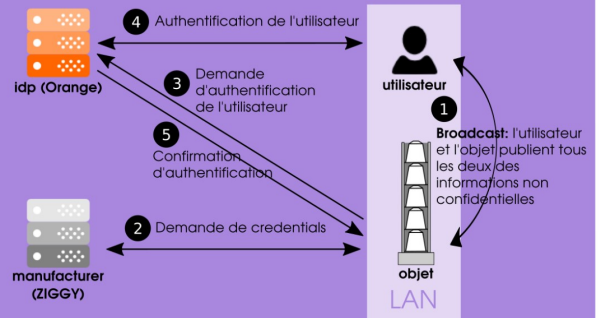 4 Authentification de l'utilisateur
idp (Orange)
utilisateur
3 Demande
d'authentification
de l'utilisateur
1
Broadcast: l'utilisateur
et l'objet publient tous
les deux des
informations non
confidentielles
5
Confirmation
d'authentification
2 Demande de credentials
manufacturer
(ZIGGY)
objet
LAN